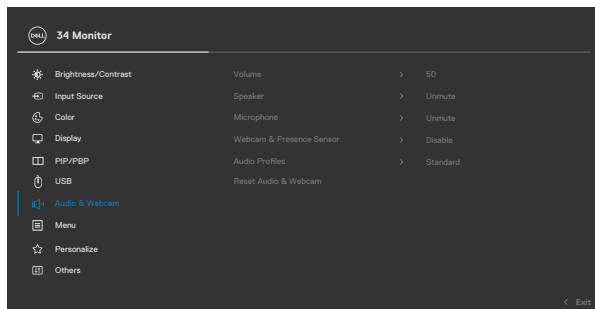 DELL 34 Monitor
Brightness/Contrast Volume > 50
Input Source Speaker > Unmute
Color Microphone > Unmute
Display Webcam & Presence Sensor > Disable
PIP/PBP Audio Profiles > Standard
USB Reset Audio & Webcam
Audio & Webcam
Menu
Personalize
Others
< Exit